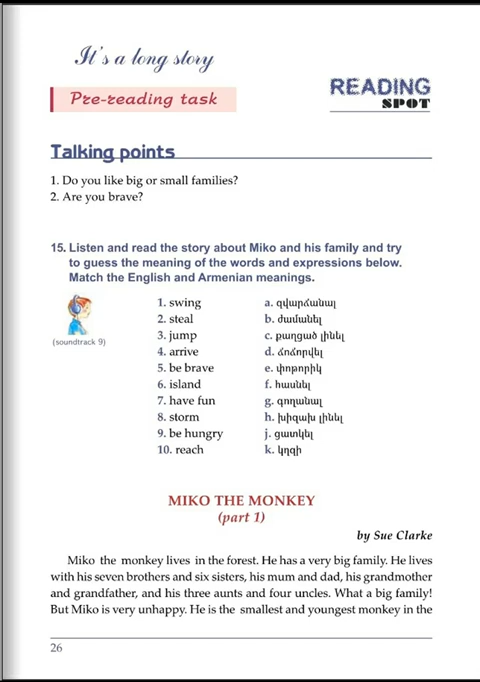 It's a long story
Pre-reading task
READING
SPOT
Talking points
1. Do you like big or small families?
2. Are you brave?
15. Listen and read the story about Miko and his family and try
to guess the meaning of the words and expressions below.
Match the English and Armenian meanings.
(soundtrack 9)
1. swing a. զվարճանալ
2. steal b. ժամանել
3. jump c. քաղցած լինել
4. arrive d. ճոճորվել
5. be brave e. փոթորիկ
6. island f. հասնել
7. have fun g. գողանալ
8. storm h. խիզախ լինել
9. be hungry j. ցատկել
10. reach k. կղզի
MIKO THE MONKEY
(part 1)
by Sue Clarke
Miko the monkey lives in the forest. He has a very big family. He lives
with his seven brothers and six sisters, his mum and dad, his grandmother
and grandfather, and his three aunts and four uncles. What a big family!
But Miko is very unhappy. He is the smallest and youngest monkey in the
26